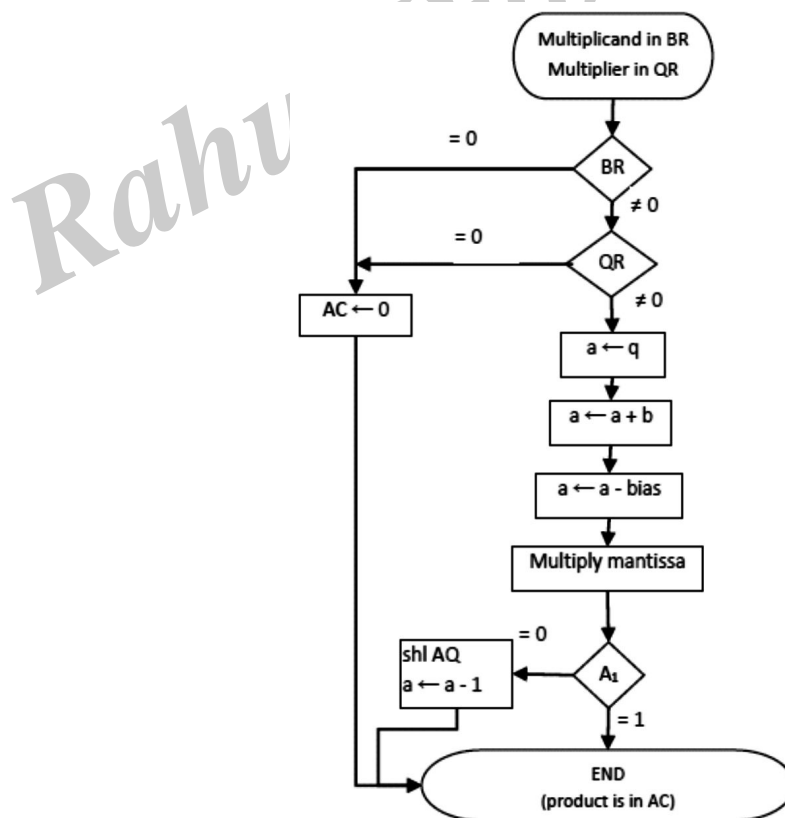 Rahu
Multiplicand in BR
Multiplier in QR
= 0
BR
≠ 0
= 0
QR
≠ 0
AC ← 0
a ← q
a ← a + b
a ← a - bias
Multiply mantissa
= 0
shl AQ
a ← a - 1
A₁
= 1
END
(product is in AC)